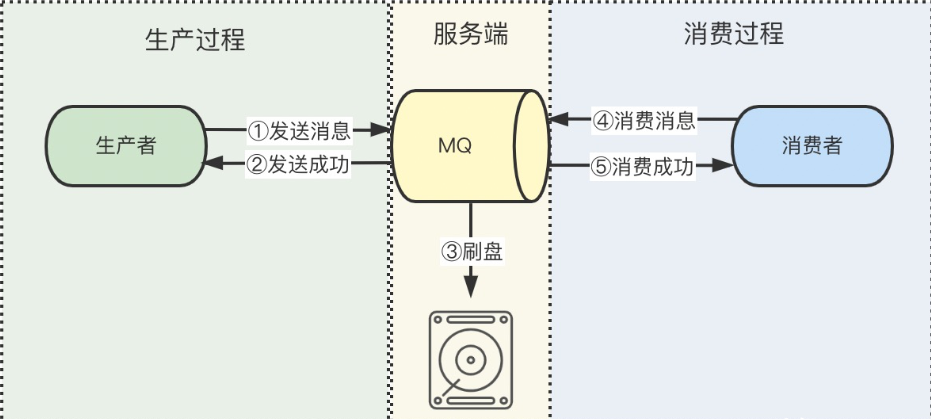 生产过程
服务端
消费过程
生产者
①发送消息
②发送成功
MQ
③刷盘
④消费消息
⑤消费成功
消费者